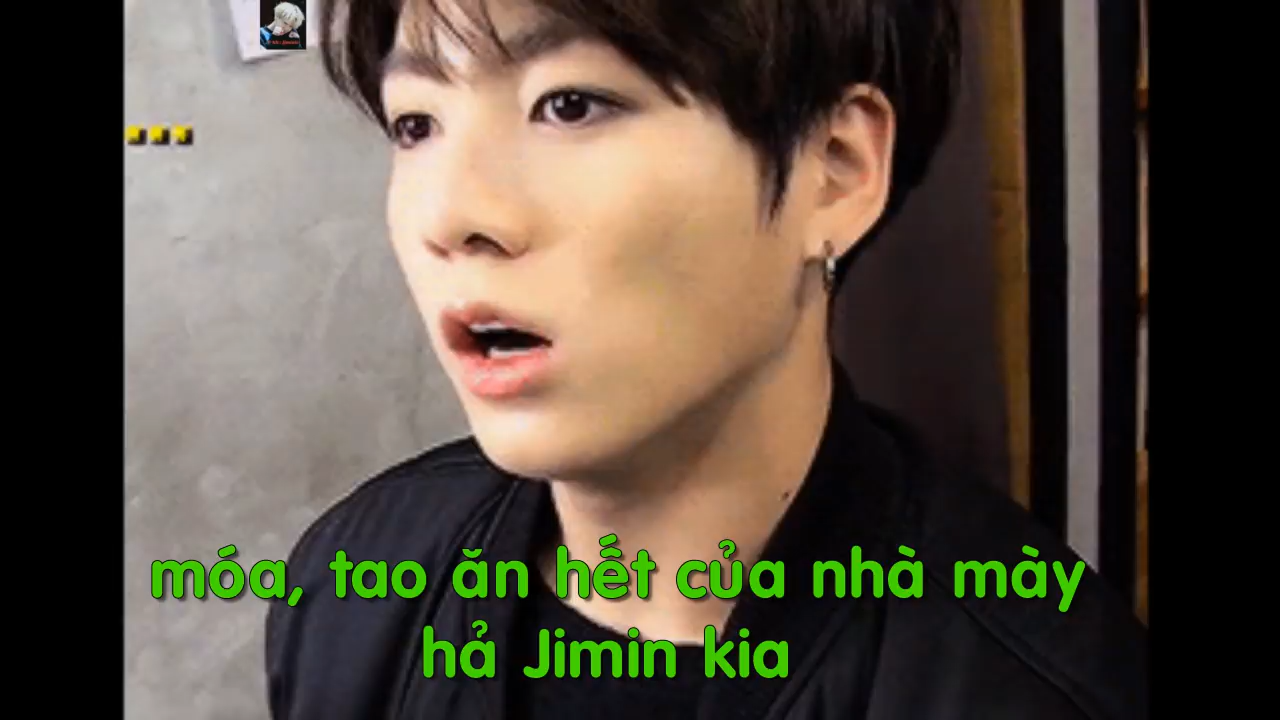 móa, tao ăn hết của nhà mày
hả Jimin kia